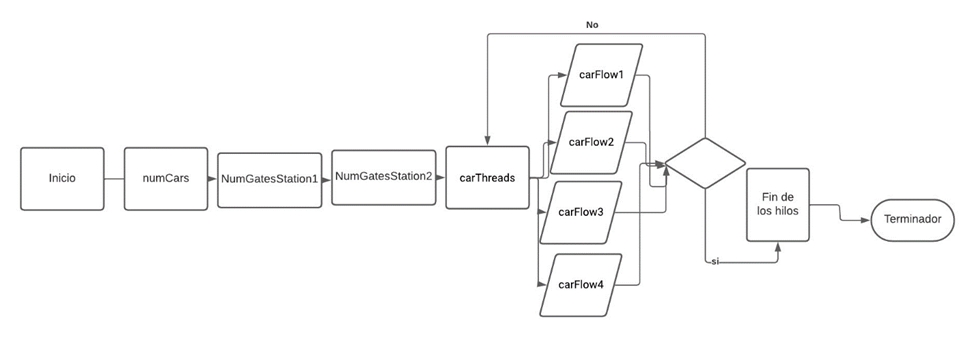 No
Inicio
numCars
NumGatesStation1
NumGatesStation2
carThreads
carFlow1
carFlow2
carFlow3
carFlow4
si
Fin de
los hilos
Terminador